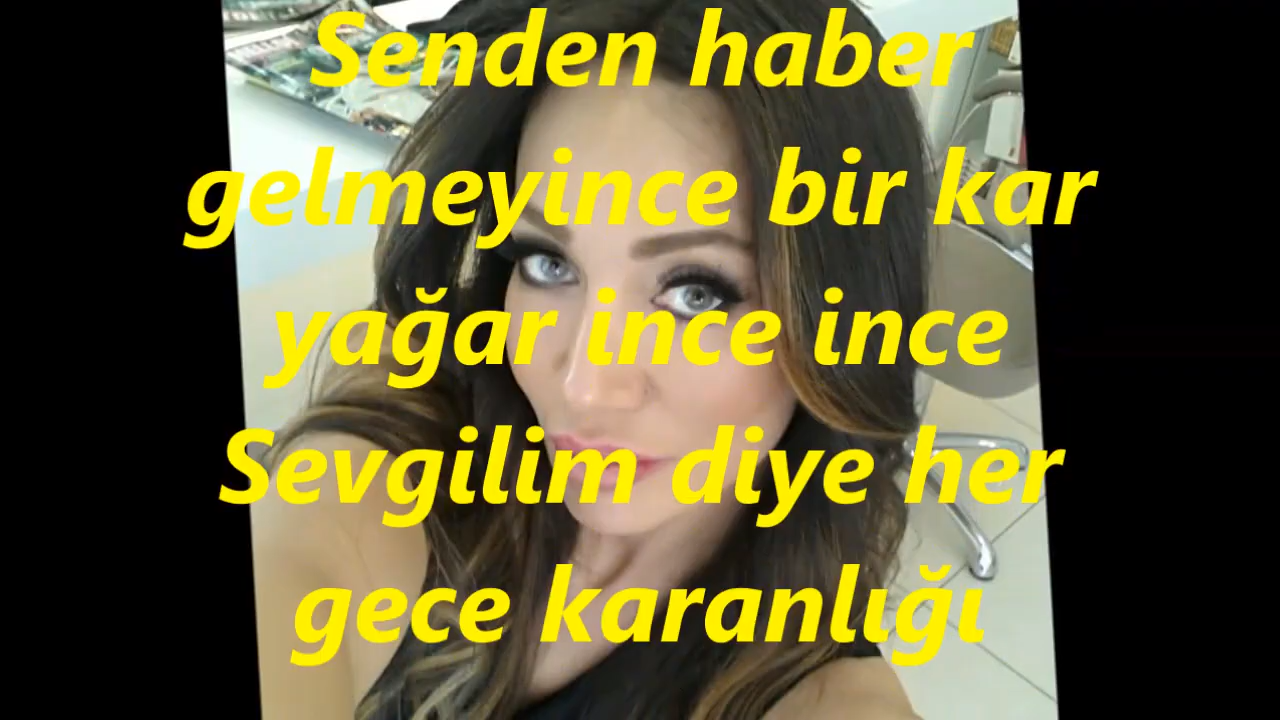 Senden haber
gelmeyince bir kar
yağar ince ince
Sevgilim diye her
gece karanlığı